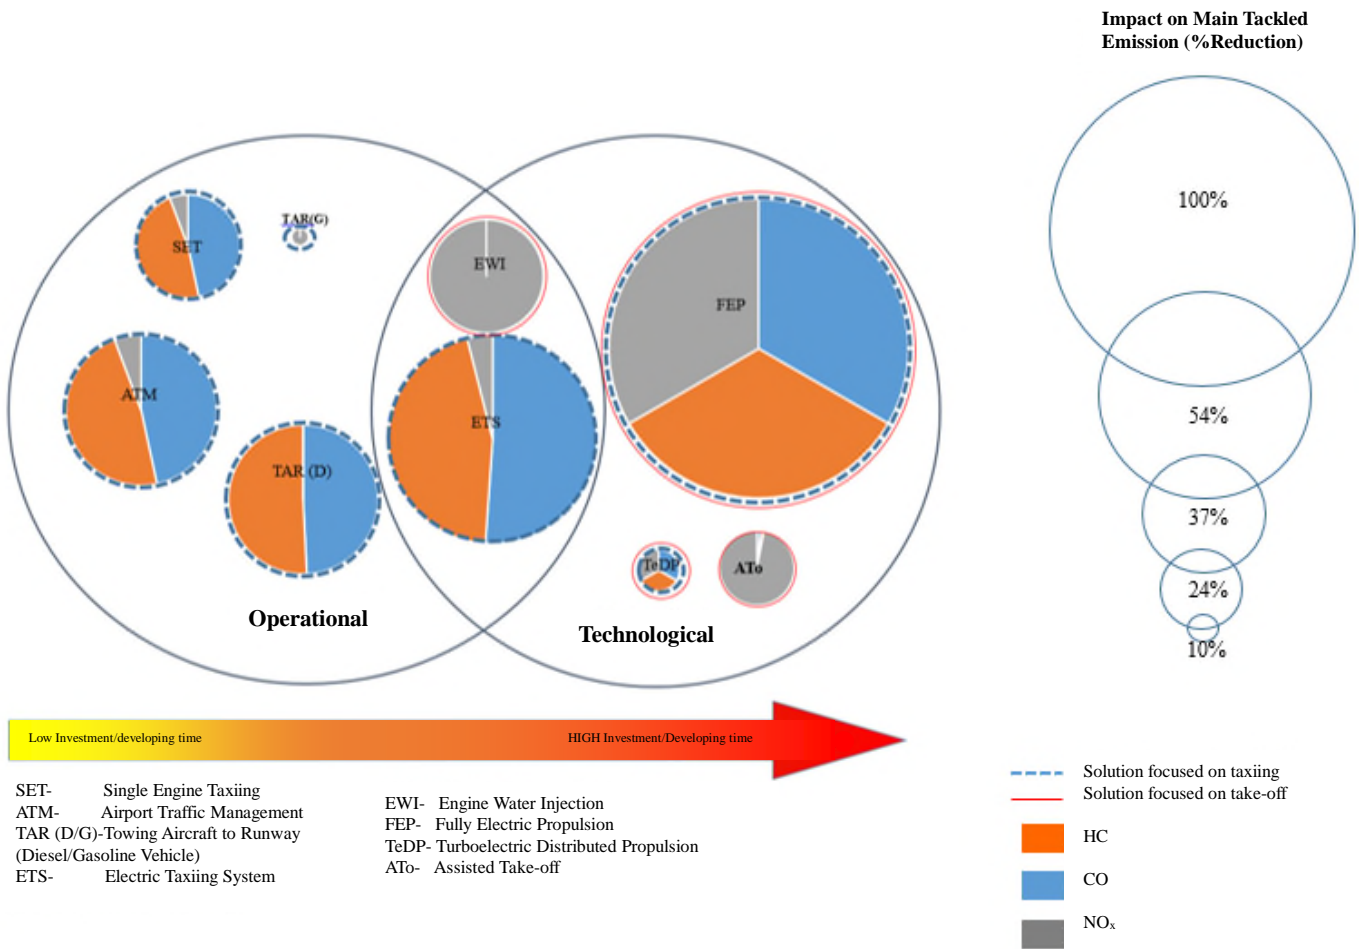 Impact on Main Tackled
Emission (%Reduction)
100%
54%
37%
24%
10%
TAR(G)
SET
EWI
FEP
ATM
ETS
TAR (D)
TeDP
ATo
Operational
Technological
Low Investment/developing time
HIGH Investment/Developing time
SET- Single Engine Taxiing
ATM- Airport Traffic Management
TAR (D/G)-Towing Aircraft to Runway
(Diesel/Gasoline Vehicle)
ETS- Electric Taxiing System
EWI- Engine Water Injection
FEP- Fully Electric Propulsion
TeDP- Turboelectric Distributed Propulsion
ATo- Assisted Take-off
Solution focused on taxiing
Solution focused on take-off
HC
CO
NOₓ